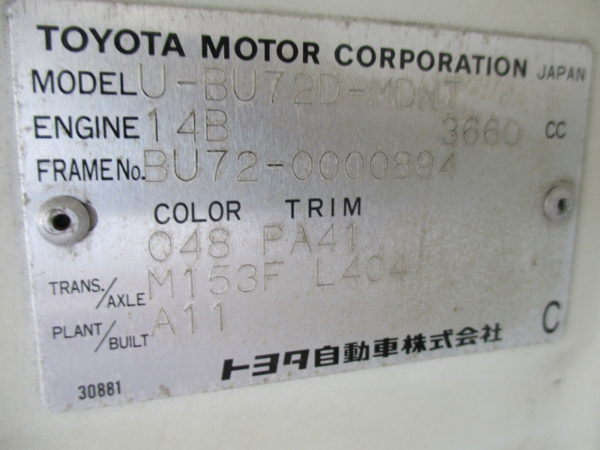 TOYOTA MOTOR CORPORATION JAPAN
MODEL U-BU72D-MDMT
ENGINE 14B 3660 CC
FRAME No. BU72-0000894
COLOR TRIM
048 PA41
TRANS./AXLE M153F L404
PLANT/BUILT A11
C
トヨタ自動車株式会社
30881